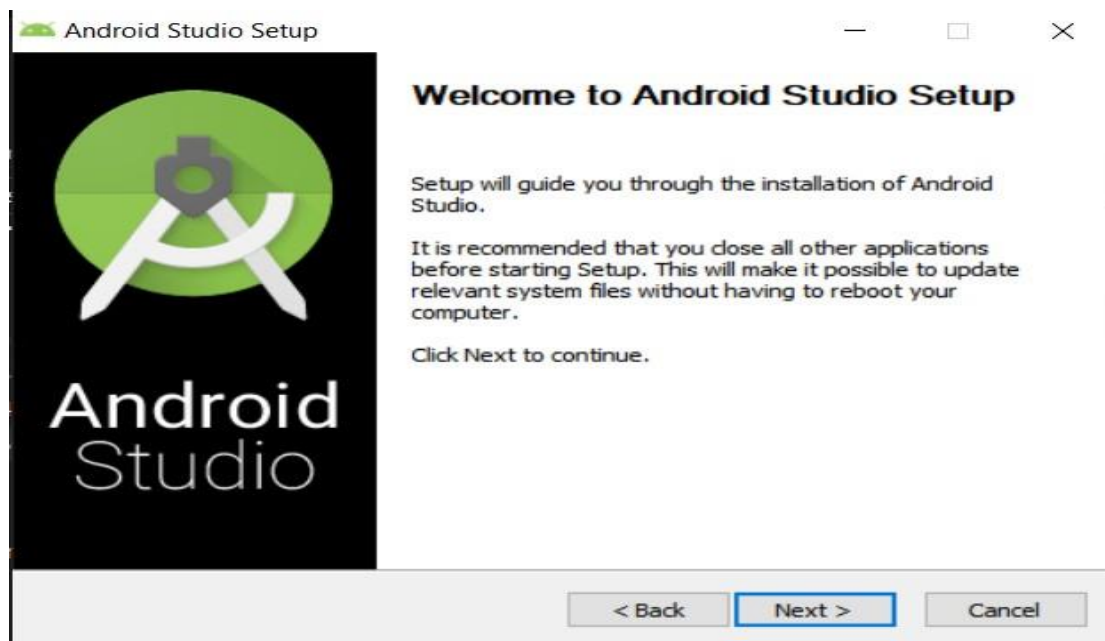 Android Studio Setup
Welcome to Android Studio Setup
Setup will guide you through the installation of Android
Studio.
It is recommended that you close all other applications
before starting Setup. This will make it possible to update
relevant system files without having to reboot your
computer.
Click Next to continue.
Android
Studio
< Back Next > Cancel